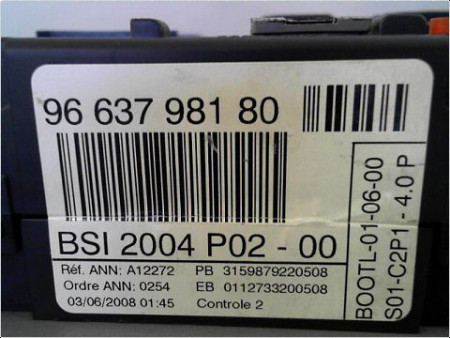 96 637 981 80
BSI 2004 P02 - 00
Réf. ANN: A12272 PB 3159879220508
Ordre ANN: 0254 EB 0112733200508
03/06/2008 01:45 Controle 2
BOOTL-01-06-00
S01-C2P1 - 4.0 P